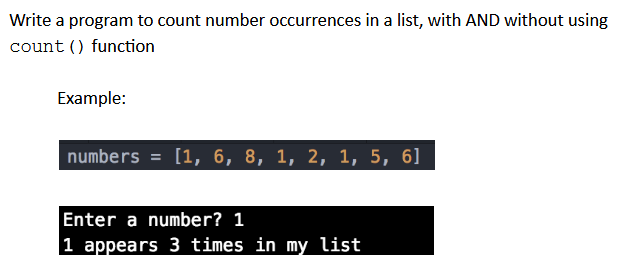 Write a program to count number occurrences in a list, with AND without using
count() function
Example:
numbers = [1, 6, 8, 1, 2, 1, 5, 6]
Enter a number? 1
1 appears 3 times in my list